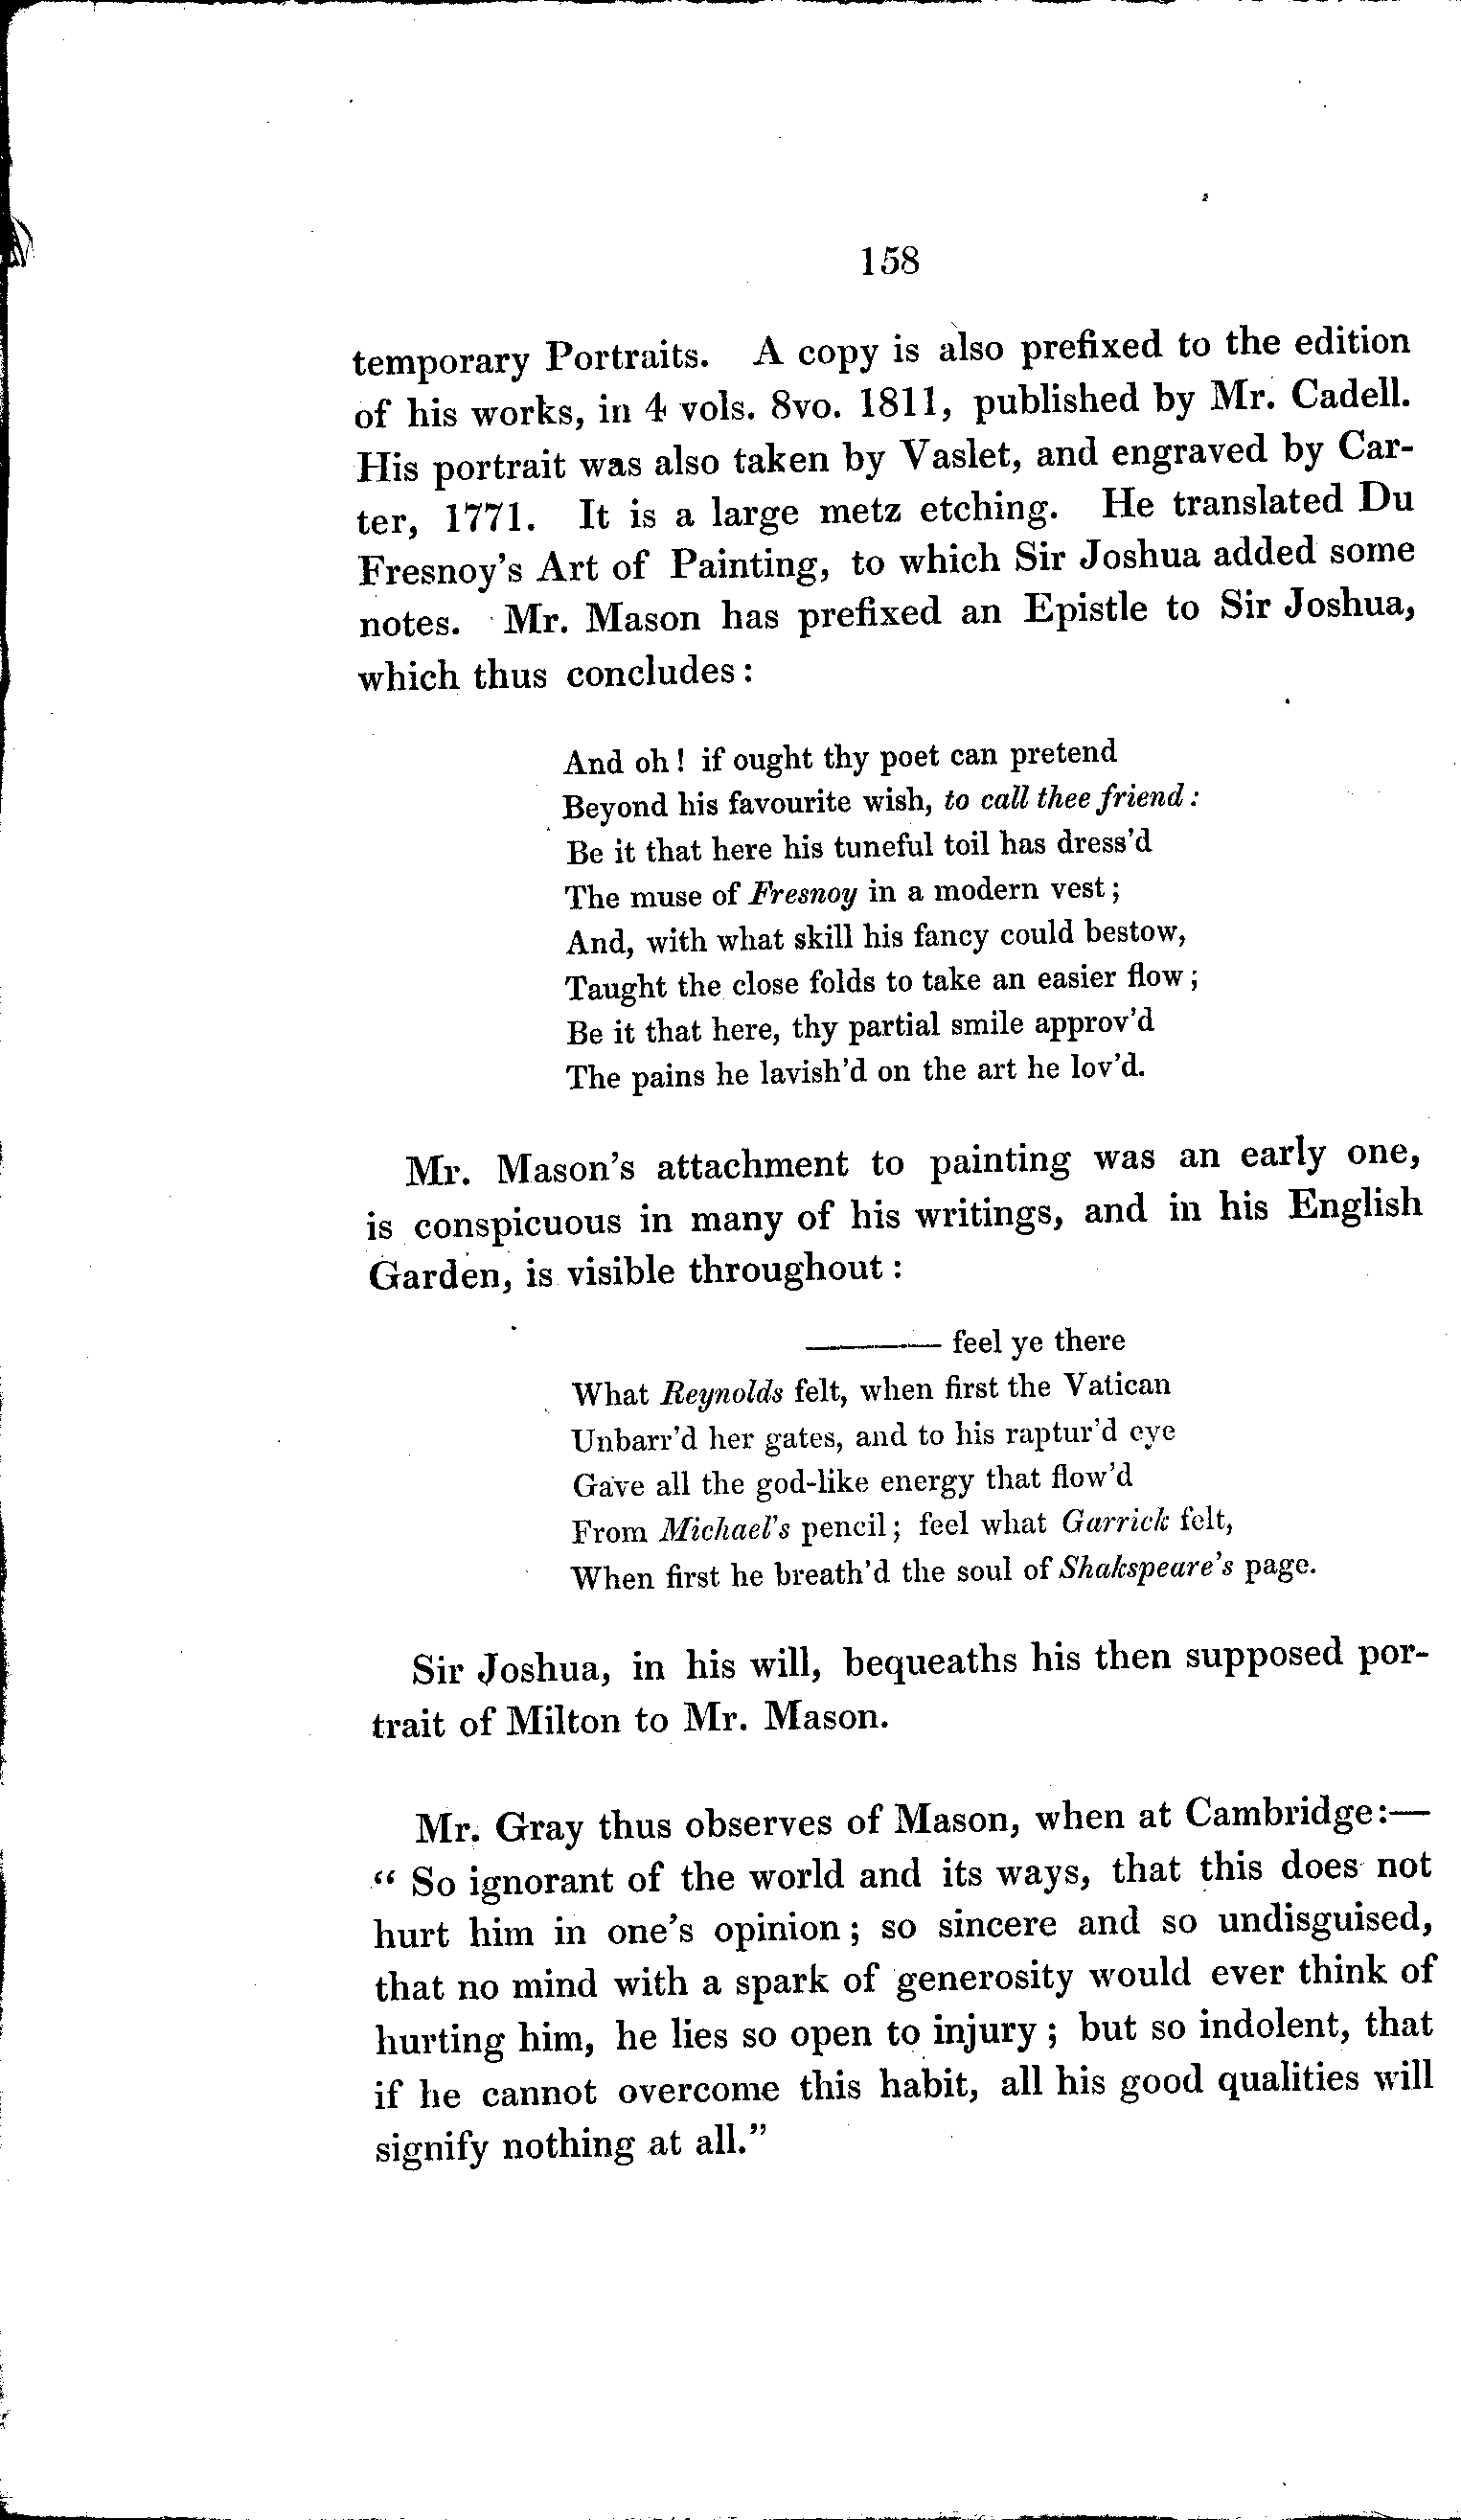 158
temporary Portraits. A copy is also prefixed to the edition
of his works, in 4 vols. 8vo. 1811, published by Mr. Cadell.
His portrait was also taken by Vaslet, and engraved by Car-
ter, 1771. It is a large metz etching. He translated Du
Fresnoy's Art of Painting, to which Sir Joshua added some
notes. Mr. Mason has prefixed an Epistle to Sir Joshua,
which thus concludes:
And oh! if ought thy poet can pretend
Beyond his favourite wish, to call thee friend:
Be it that here his tuneful toil has dress'd
The muse of Fresnoy in a modern vest;
And, with what skill his fancy could bestow,
Taught the close folds to take an easier flow;
Be it that here, thy partial smile approv'd
The pains he lavish'd on the art he lov'd.
Mr. Mason's attachment to painting was an early one,
is conspicuous in many of his writings, and in his English
Garden, is visible throughout:
——— feel ye there
What Reynolds felt, when first the Vatican
Unbarr'd her gates, and to his raptur'd eye
Gave all the god-like energy that flow'd
From Michael's pencil; feel what Garrick felt,
When first he breath'd the soul of Shakspeare's page.
Sir Joshua, in his will, bequeaths his then supposed por-
trait of Milton to Mr. Mason.
Mr. Gray thus observes of Mason, when at Cambridge:—
“ So ignorant of the world and its ways, that this does not
hurt him in one's opinion; so sincere and so undisguised,
that no mind with a spark of generosity would ever think of
hurting him, he lies so open to injury; but so indolent, that
if he cannot overcome this habit, all his good qualities will
signify nothing at all.”